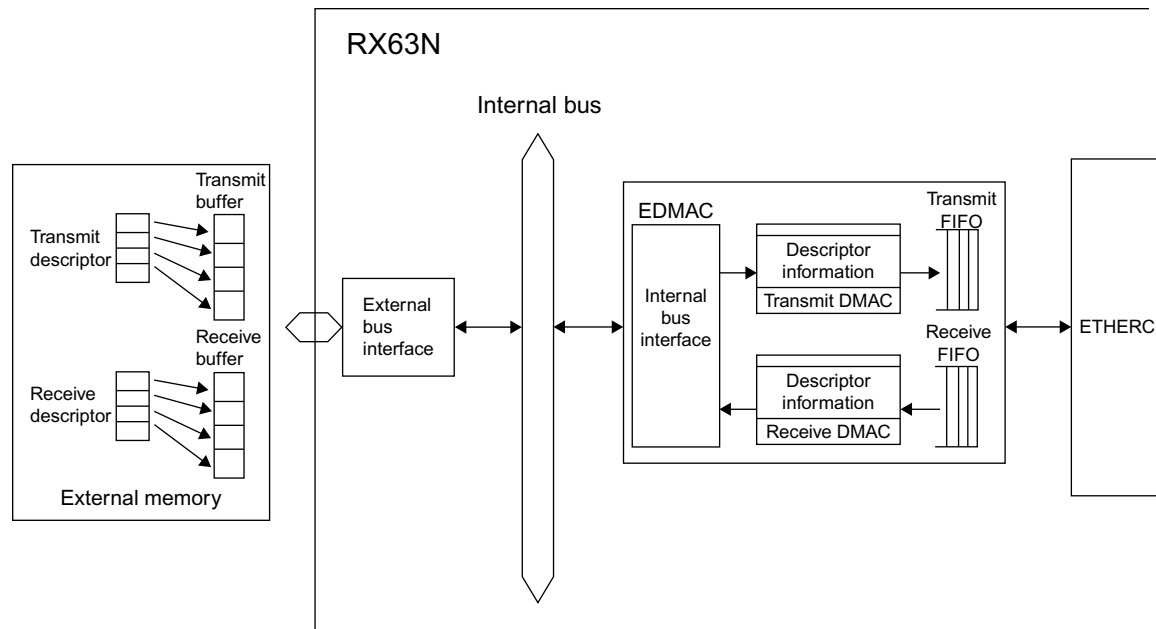 RX63N
Internal bus
Transmit
buffer
Transmit
descriptor
Receive
buffer
Receive
descriptor
External memory
External
bus
interface
EDMAC
Internal
bus
interface
Descriptor
information
Transmit DMAC
Transmit
FIFO
Descriptor
information
Receive DMAC
Receive
FIFO
ETHERC